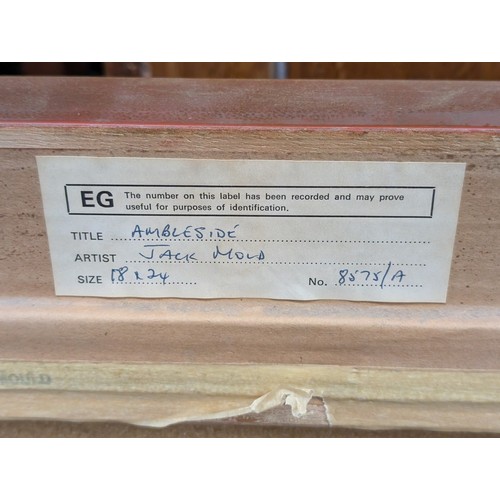 EG The number on this label has been recorded and may prove
useful for purposes of identification.
TITLE AMBLESIDE
ARTIST JACK MOLD
SIZE 18 x 24 No. 8575/A